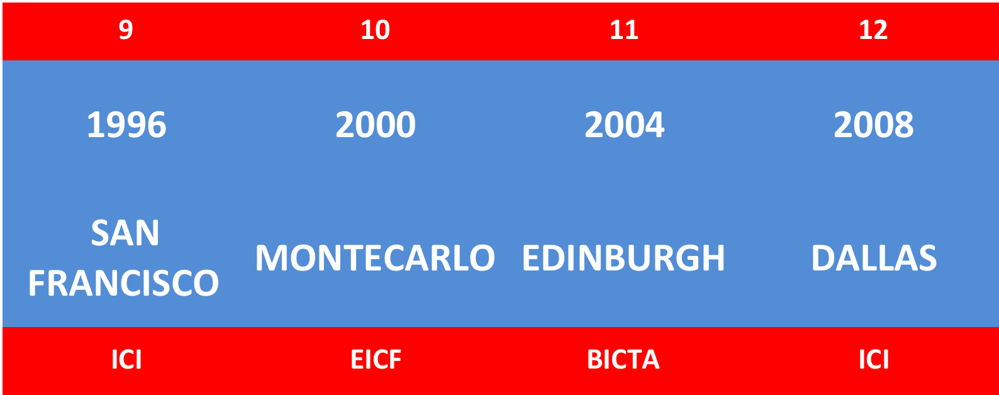 9 10 11 12
1996 2000 2004 2008
SAN
FRANCISCO MONTECARLO EDINBURGH DALLAS
ICI EICF BICTA ICI